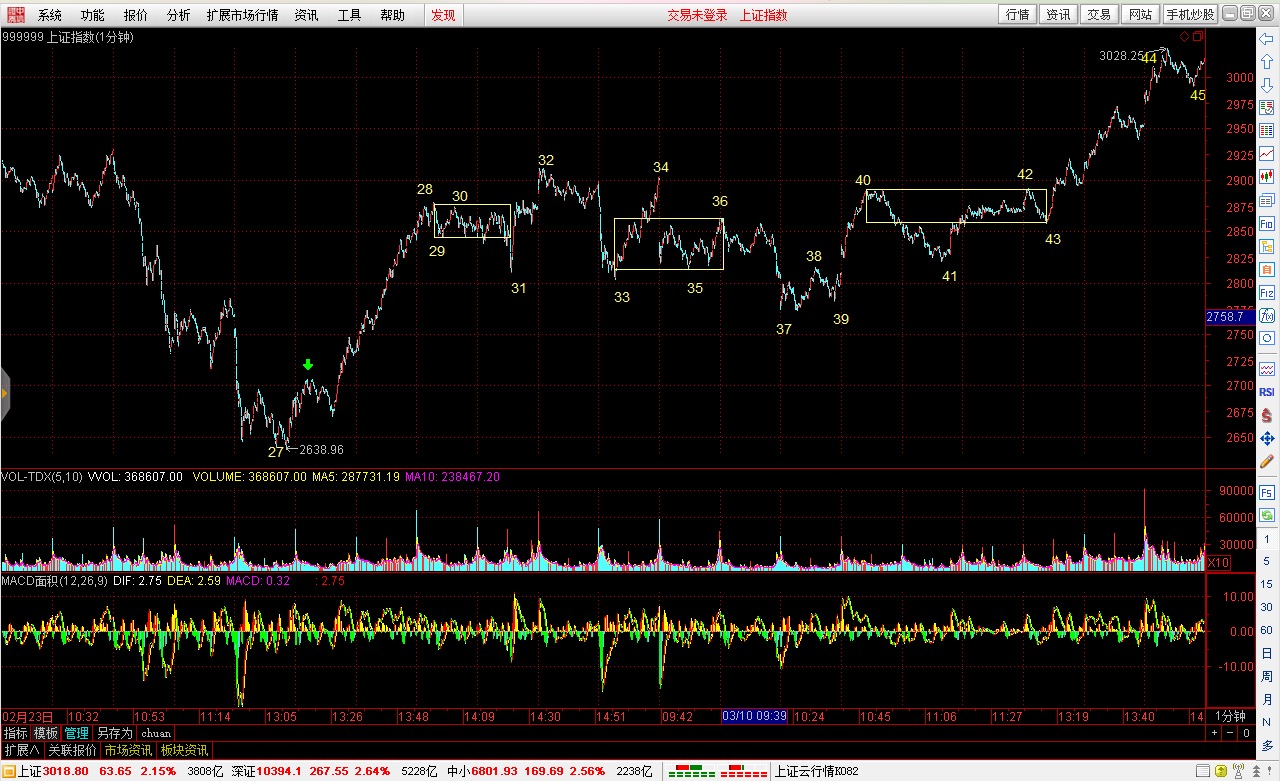 系统 功能 报价 分析 扩展市场行情 资讯 工具 帮助 发现 交易未登录 上证指数 行情 资讯 交易 网站 手机炒股
999999 上证指数(1分钟)
3028.25 44
3000
45
2975
2950
2925
32 34 2900
28 30 36 40 42 2875
29 43 2850
31 33 35 38 41 2825
2800
37 39 2775
2758.7
2750
2725
2700
2675
27 2638.96 2650
VOL-TDX(5,10) VVOL: 368607.00 VOLUME: 368607.00 MA5: 287731.19 MA10: 238467.20
90000
60000
30000
X10
MACD面积(12,26,9) DIF: 2.75 DEA: 2.59 MACD: 0.32 : 2.75
10.00
0.00
-10.00
02月23日 10:32 10:53 11:14 13:05 13:26 13:48 14:09 14:30 14:51 09:42 03/10 09:39 10:24 10:45 11:06 11:27 13:19 13:40 14 1分钟
指标 模板 管理 另存为 chuan + - 0
扩展∧ 关联报价 市场资讯 板块资讯
上证3018.80 63.65 2.15% 3808亿 深证10394.1 267.55 2.64% 5228亿 中小6801.93 169.69 2.56% 2238亿 上证云行情K082
F10
自
F12
f(x)
RSI
S
F5
1
5
15
30
60
日
周
月
N
多